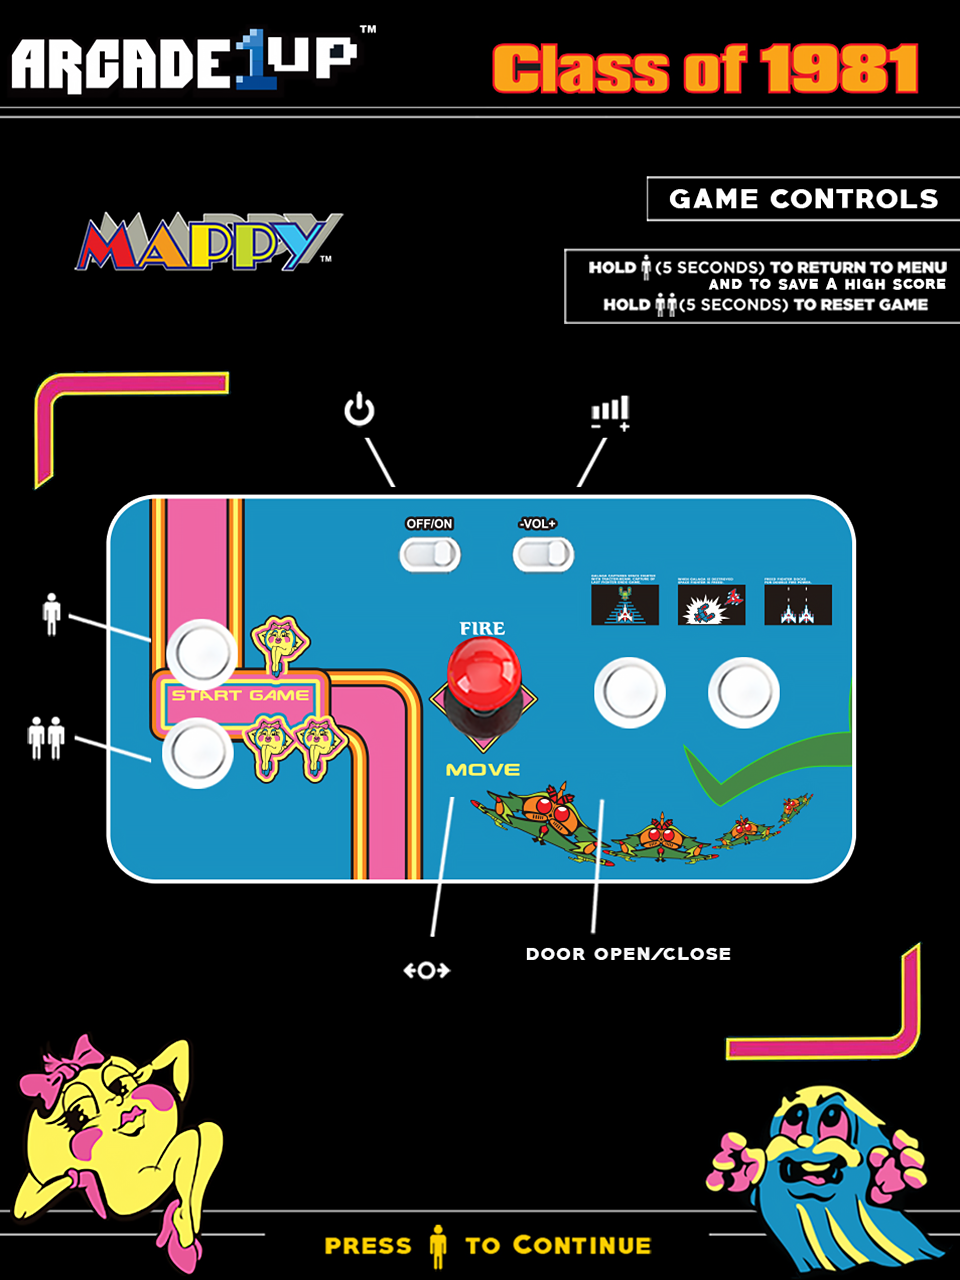 ARCADE1UP™
Class of 1981
MAPPY™
GAME CONTROLS
HOLD (5 SECONDS) TO RETURN TO MENU
AND TO SAVE A HIGH SCORE
HOLD (5 SECONDS) TO RESET GAME
- +
OFF/ON
-VOL+
FIRE
START GAME
MOVE
DOOR OPEN/CLOSE
PRESS TO CONTINUE